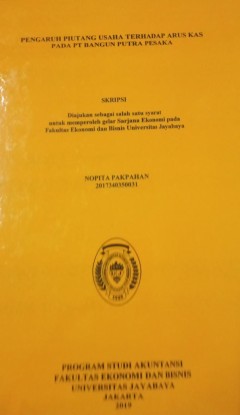 PENGARUH PIUTANG USAHA TERHADAP ARUS KAS
PADA PT BANGUN PUTRA PESAKA
SKRIPSI
Diajukan sebagai salah satu syarat
untuk memperoleh gelar Sarjana Ekonomi pada
Fakultas Ekonomi dan Bisnis Universitas Jayabaya
NOPITA PAKPAHAN
2017340350031
PROGRAM STUDI AKUNTANSI
FAKULTAS EKONOMI DAN BISNIS
UNIVERSITAS JAYABAYA
JAKARTA
2019